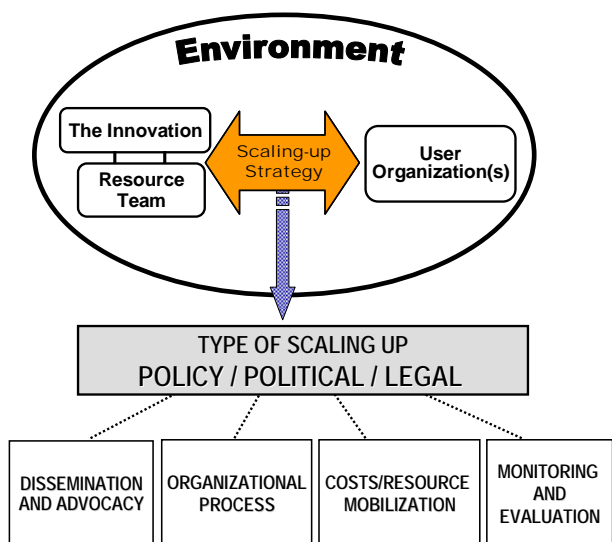 Environment
The Innovation
Resource
Team
Scaling-up
Strategy
User
Organization(s)
TYPE OF SCALING UP
POLICY / POLITICAL / LEGAL
DISSEMINATION
AND ADVOCACY
ORGANIZATIONAL
PROCESS
COSTS/RESOURCE
MOBILIZATION
MONITORING
AND
EVALUATION